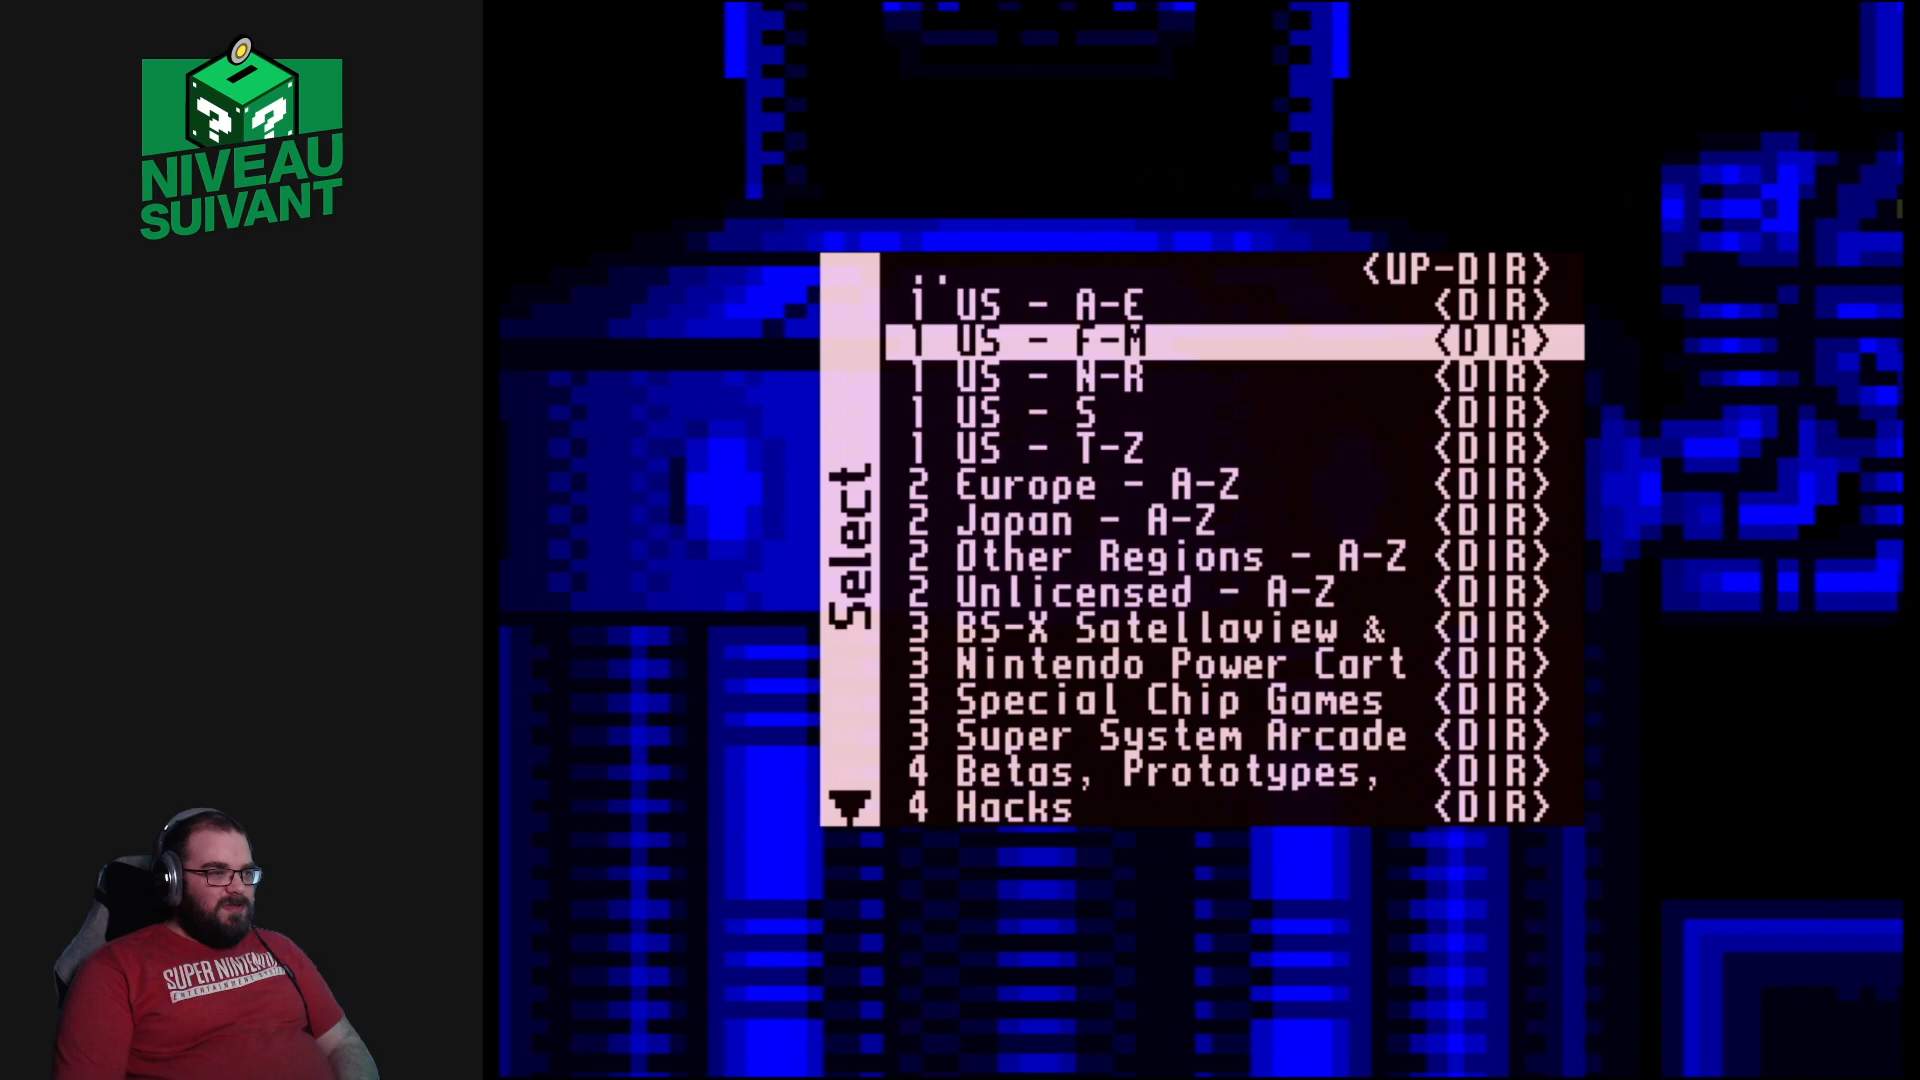 NIVEAU
SUIVANT
<UP-DIR>
1 US - A-E <DIR>
1 US - F-M <DIR>
1 US - N-R <DIR>
1 US - S <DIR>
1 US - T-Z <DIR>
2 Europe - A-Z <DIR>
2 Japan - A-Z <DIR>
2 Other Regions - A-Z <DIR>
2 Unlicensed - A-Z <DIR>
3 BS-X Satellaview & <DIR>
3 Nintendo Power Cart <DIR>
3 Special Chip Games <DIR>
3 Super System Arcade <DIR>
4 Betas, Prototypes, <DIR>
4 Hacks <DIR>
Select
SUPER NINTENDO
ENTERTAINMENT SYSTEM